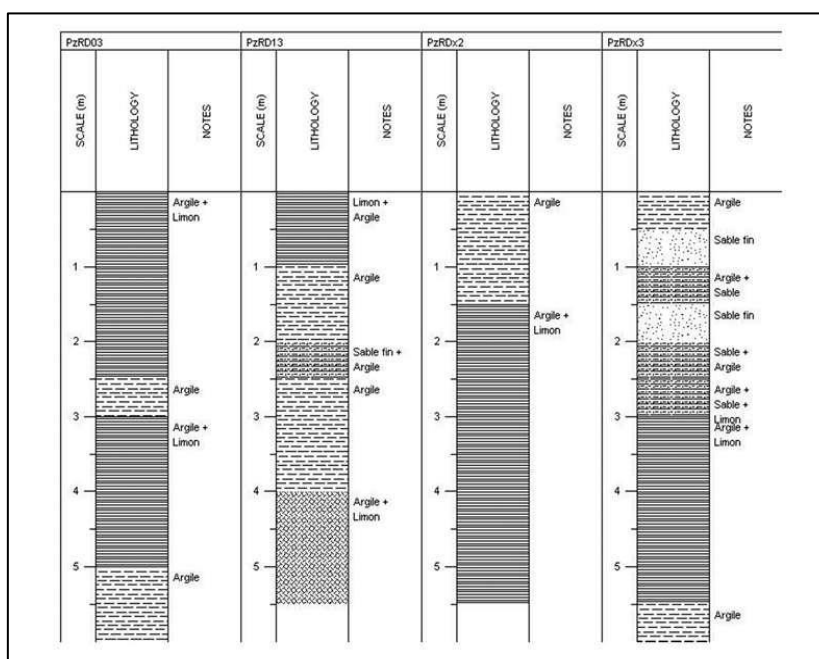 PzRD03
PzRD13
PzRDx2
PzRDx3
SCALE (m)
LITHOLOGY
NOTES
SCALE (m)
LITHOLOGY
NOTES
SCALE (m)
LITHOLOGY
NOTES
SCALE (m)
LITHOLOGY
NOTES
1
2
3
4
5
Argile +
Limon
Argile
Argile +
Limon
Argile
1
2
3
4
5
Limon +
Argile
Argile
Sable fin +
Argile
Argile
Argile +
Limon
1
2
3
4
5
Argile
Argile +
Limon
1
2
3
4
5
Argile
Sable fin
Argile +
Sable
Sable fin
Sable +
Argile
Argile +
Sable +
Limon
Argile +
Limon
Argile